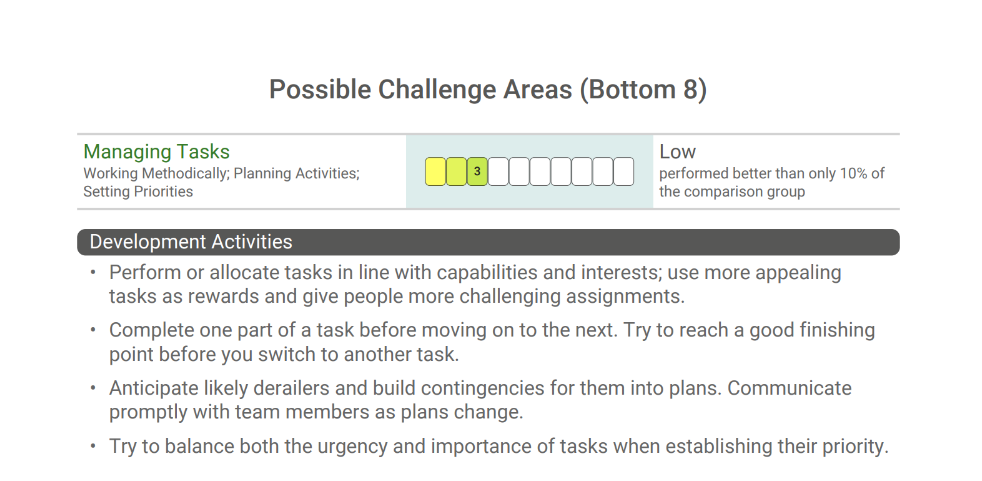 Possible Challenge Areas (Bottom 8)
Managing Tasks
Working Methodically; Planning Activities;
Setting Priorities
3
Low
performed better than only 10% of
the comparison group
Development Activities
• Perform or allocate tasks in line with capabilities and interests; use more appealing
tasks as rewards and give people more challenging assignments.
• Complete one part of a task before moving on to the next. Try to reach a good finishing
point before you switch to another task.
• Anticipate likely derailers and build contingencies for them into plans. Communicate
promptly with team members as plans change.
• Try to balance both the urgency and importance of tasks when establishing their priority.